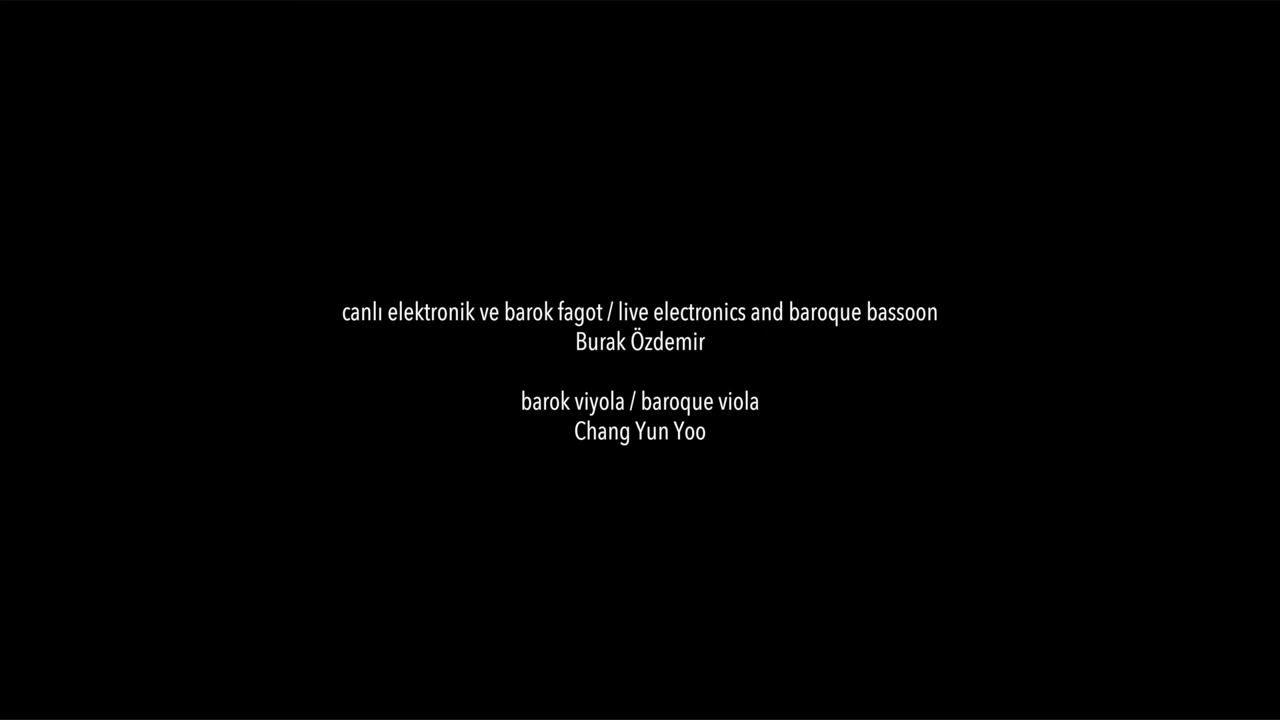 canlı elektronik ve barok fagot / live electronics and baroque bassoon
Burak Özdemir
barok viyola / baroque viola
Chang Yun Yoo